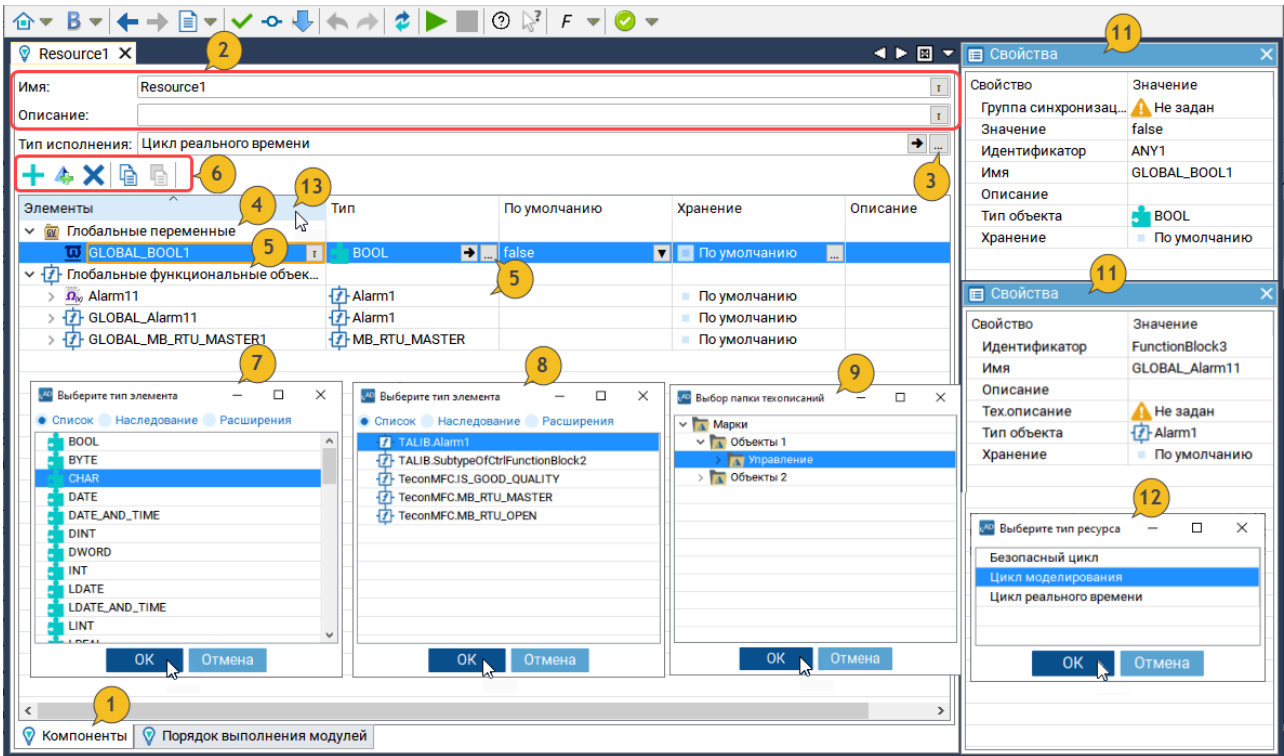 B
F
Resource1
2
11
Свойства
Имя:
Resource1
Описание:
Тип исполнения: Цикл реального времени
...
6
13
3
Элементы
4
Тип
По умолчанию
Хранение
Описание
Глобальные переменные
GLOBAL_BOOL1
5
BOOL
...
false
По умолчанию
...
Глобальные функциональные объек...
5
Alarm11
Alarm1
По умолчанию
GLOBAL_Alarm11
Alarm1
По умолчанию
GLOBAL_MB_RTU_MASTER1
MB_RTU_MASTER
По умолчанию
Свойство
Значение
Группа синхронизац...
Не задан
Значение
false
Идентификатор
ANY1
Имя
GLOBAL_BOOL1
Описание
Тип объекта
BOOL
Хранение
По умолчанию
11
Свойства
Свойство
Значение
Идентификатор
FunctionBlock3
Имя
GLOBAL_Alarm11
Описание
Тех.описание
Не задан
Тип объекта
Alarm1
Хранение
По умолчанию
7
Выберите тип элемента
Список
Наследование
Расширения
BOOL
BYTE
CHAR
DATE
DATE_AND_TIME
DINT
DWORD
INT
LDATE
LDATE_AND_TIME
LINT
LREAL
OK
Отмена
8
Выберите тип элемента
Список
Наследование
Расширения
TALIB.Alarm1
TALIB.SubtypeOfCtrlFunctionBlock2
TeconMFC.IS_GOOD_QUALITY
TeconMFC.MB_RTU_MASTER
TeconMFC.MB_RTU_OPEN
OK
Отмена
9
Выбор папки техописаний
Марки
Объекты 1
Управление
Объекты 2
OK
Отмена
12
Выберите тип ресурса
Безопасный цикл
Цикл моделирования
Цикл реального времени
OK
Отмена
1
Компоненты
Порядок выполнения модулей